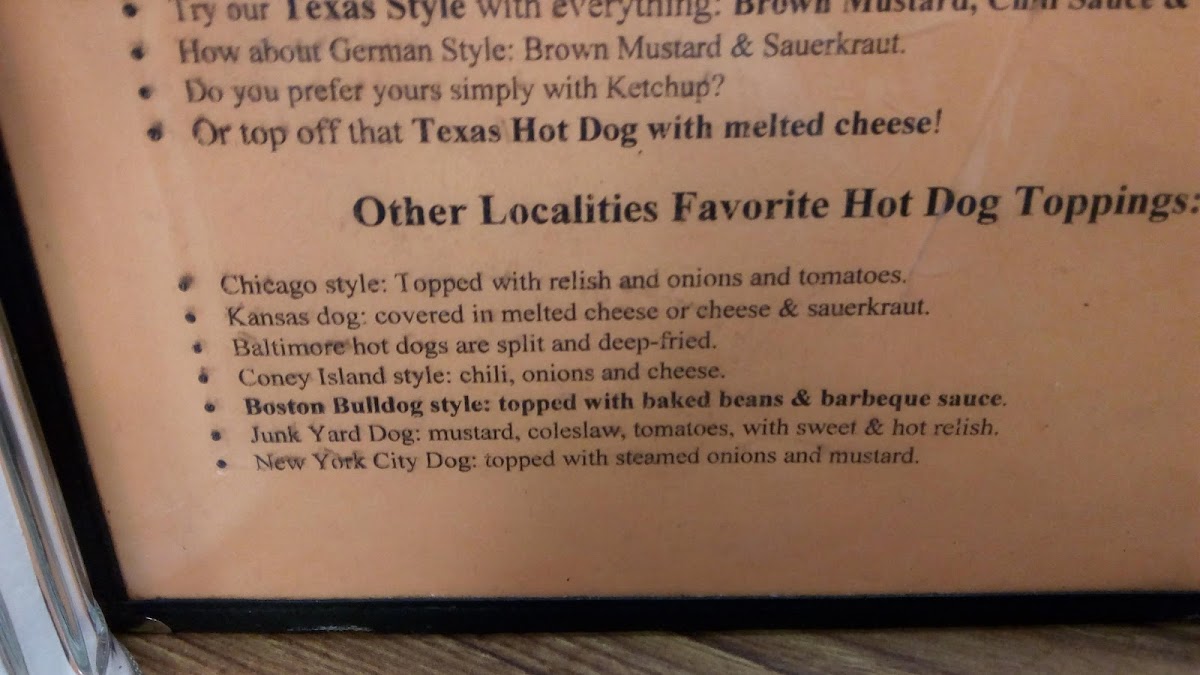 • Try our Texas Style with everything: Brown Mustard, Chili Sauce &
• How about German Style: Brown Mustard & Sauerkraut.
• Do you prefer yours simply with Ketchup?
• Or top off that Texas Hot Dog with melted cheese!
Other Localities Favorite Hot Dog Toppings:
• Chicago style: Topped with relish and onions and tomatoes.
• Kansas dog: covered in melted cheese or cheese & sauerkraut.
• Baltimore hot dogs are split and deep-fried.
• Coney Island style: chili, onions and cheese.
• Boston Bulldog style: topped with baked beans & barbeque sauce.
• Junk Yard Dog: mustard, coleslaw, tomatoes, with sweet & hot relish.
• New York City Dog: topped with steamed onions and mustard.